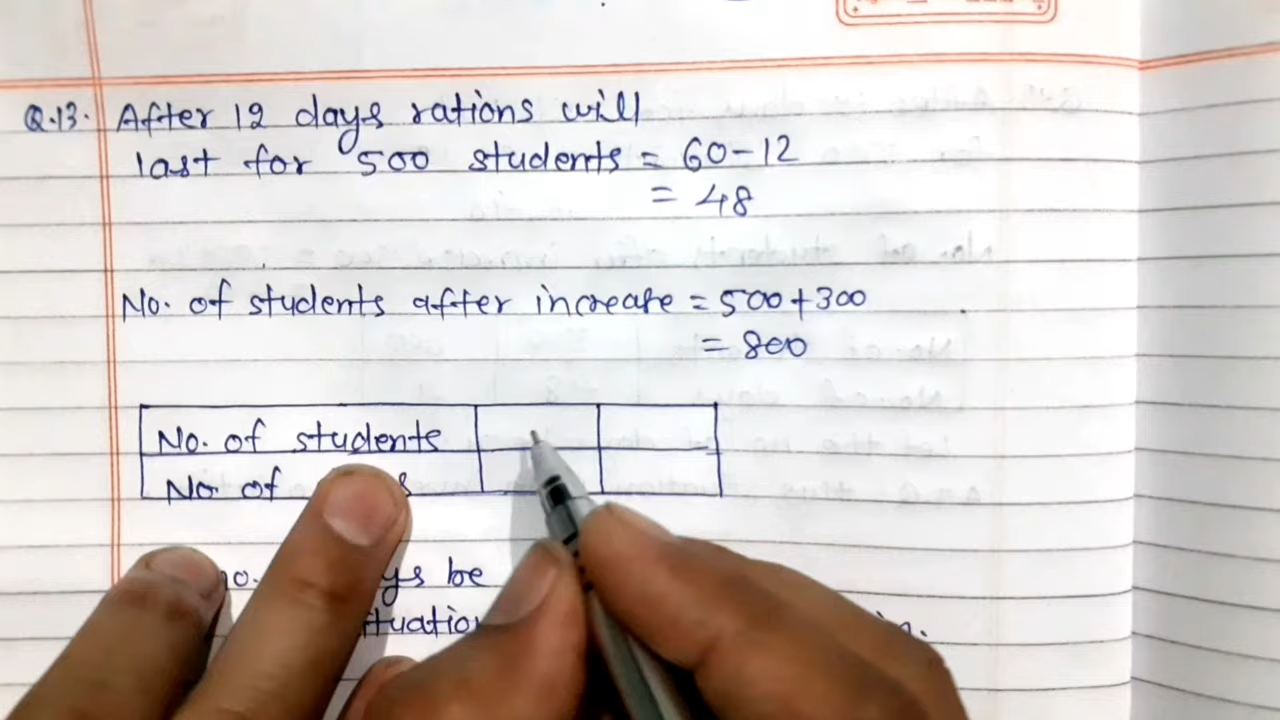 Q.13. After 12 days rations will
last for 500 students = 60-12
= 48
No. of students after increase = 500+300
= 800
No. of students
No. of
be